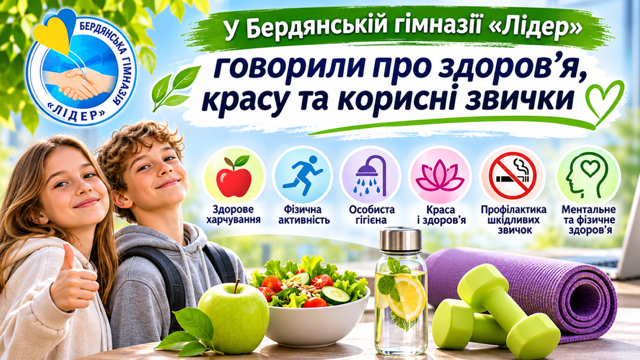 БЕРДЯНСЬКА ГІМНАЗІЯ
«ЛІДЕР»
У Бердянській гімназії «Лідер»
говорили про здоров’я,
красу та корисні звички
Здорове
харчування
Фізична
активність
Особиста
гігієна
Краса
і здоров’я
Профілактика
шкідливих
звичок
Ментальне
та фізичне
здоров’я